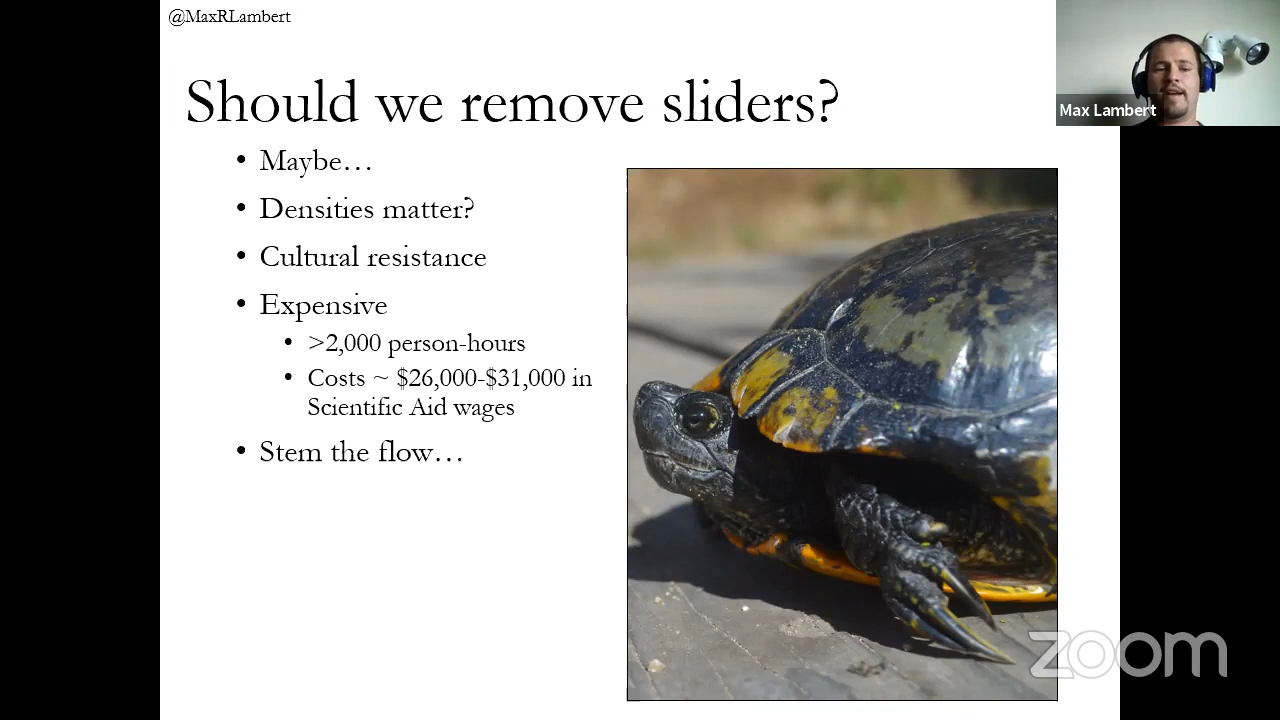 @MaxRLambert
Max Lambert
Should we remove sliders?
• Maybe…
• Densities matter?
• Cultural resistance
• Expensive
• >2,000 person-hours
• Costs ~ $26,000-$31,000 in
Scientific Aid wages
• Stem the flow…
zoom